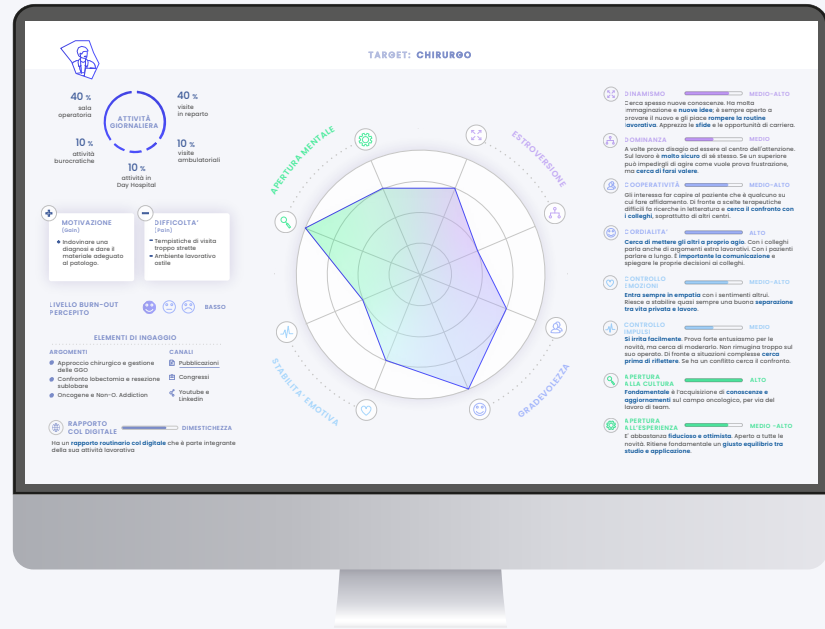 TARGET: CHIRURGO
40 %
sala
operatoria
40 %
visite
in reparto
ATTIVITÀ
GIORNALIERA
10 %
attività
burocratiche
10 %
visite
ambulatoriali
10 %
attività in
Day Hospital
MOTIVAZIONE
(Gain)
Indovinare una
diagnosi e dare il
materiale adeguato
al patologo.
DIFFICOLTA'
(Pain)
Tempistiche di visita
troppo strette
Ambiente lavorativo
ostile
LIVELLO BURN-OUT
PERCEPITO
BASSO
ELEMENTI DI INGAGGIO
ARGOMENTI
Approccio chirurgico e gestione
delle GGO
Confronto lobectomia e resezione
sublobare
Oncogene e Non-O. Addiction
CANALI
Pubblicazioni
Congressi
Youtube e
Linkedin
RAPPORTO
COL DIGITALE
DIMESTICHEZZA
Ha un rapporto routinario col digitale che è parte integrante
della sua attività lavorativa
APERTURA MENTALE
ESTROVERSIONE
STABILITA' EMOTIVA
GRADEVOLEZZA
DINAMISMO
MEDIO-ALTO
Cerca spesso nuove conoscenze. Ha molta
immaginazione e nuove idee; è sempre aperto a
provare il nuovo e gli piace rompere la routine
lavorativa. Apprezza le sfide e le opportunità di carriera.
DOMINANZA
MEDIO
A volte prova disagio ad essere al centro dell'attenzione.
Sul lavoro è molto sicuro di sé stesso. Se un superiore
può impedirgli di agire come vuole prova frustrazione,
ma cerca di farsi valere.
COOPERATIVITÀ
MEDIO-ALTO
Gli interessa far capire al paziente che è qualcuno su
cui fare affidamento. Di fronte a scelte terapeutiche
difficili fa ricerche in letteratura e cerca il confronto con
i colleghi, soprattutto di altri centri.
CORDIALITA'
ALTO
Cerca di mettere gli altri a proprio agio. Con i colleghi
parla anche di argomenti extra lavorativi. Con i pazienti
parlare a lungo. È importante la comunicazione e
spiegare le proprie decisioni ai colleghi.
CONTROLLO
EMOZIONI
MEDIO-ALTO
Entra sempre in empatia con i sentimenti altrui.
Riesce a stabilire quasi sempre una buona separazione
tra vita privata e lavoro.
CONTROLLO
IMPULSI
MEDIO
Si irrita facilmente. Prova forte entusiasmo per le
novità, ma cerca di moderarlo. Non rimugina troppo sul
suo operato. Di fronte a situazioni complesse cerca
prima di riflettere. Se ha un conflitto cerca il confronto.
APERTURA
ALLA CULTURA
ALTO
Fondamentale è l'acquisizione di conoscenze e
aggiornamenti sul campo oncologico, per via del
lavoro di team.
APERTURA
ALL'ESPERIENZA
MEDIO -ALTO
E' abbastanza fiducioso e ottimista. Aperto a tutte le
novità. Ritiene fondamentale un giusto equilibrio tra
studio e applicazione.